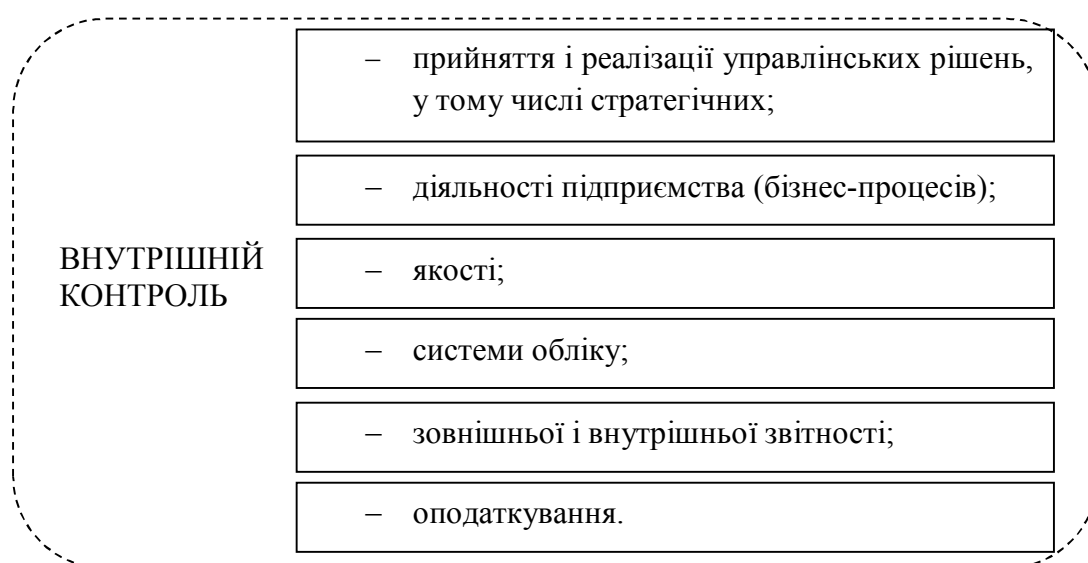 – прийняття і реалізації управлінських рішень,
у тому числі стратегічних;
– діяльності підприємства (бізнес-процесів);
ВНУТРІШНІЙ
КОНТРОЛЬ
– якості;
– системи обліку;
– зовнішньої і внутрішньої звітності;
– оподаткування.